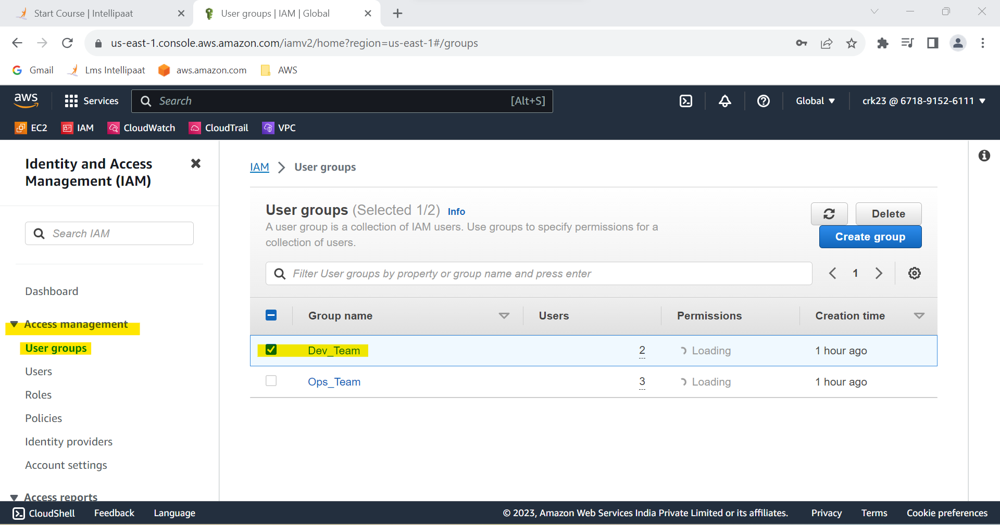 Start Course | Intellipaat
User groups | IAM | Global
us-east-1.console.aws.amazon.com/iamv2/home?region=us-east-1#/groups
Gmail
Lms Intellipaat
aws.amazon.com
AWS
aws
Services
Search
[Alt+S]
Global
crk23 @ 6718-9152-6111
EC2
IAM
CloudWatch
CloudTrail
VPC
Identity and Access
Management (IAM)
Search IAM
Dashboard
Access management
User groups
Users
Roles
Policies
Identity providers
Account settings
Access reports
IAM
User groups
User groups (Selected 1/2) Info
A user group is a collection of IAM users. Use groups to specify permissions for a
collection of users.
Delete
Create group
Filter User groups by property or group name and press enter
1
Group name Users Permissions Creation time
Dev_Team 2 Loading 1 hour ago
Ops_Team 3 Loading 1 hour ago
CloudShell
Feedback
Language
© 2023, Amazon Web Services India Private Limited or its affiliates.
Privacy
Terms
Cookie preferences